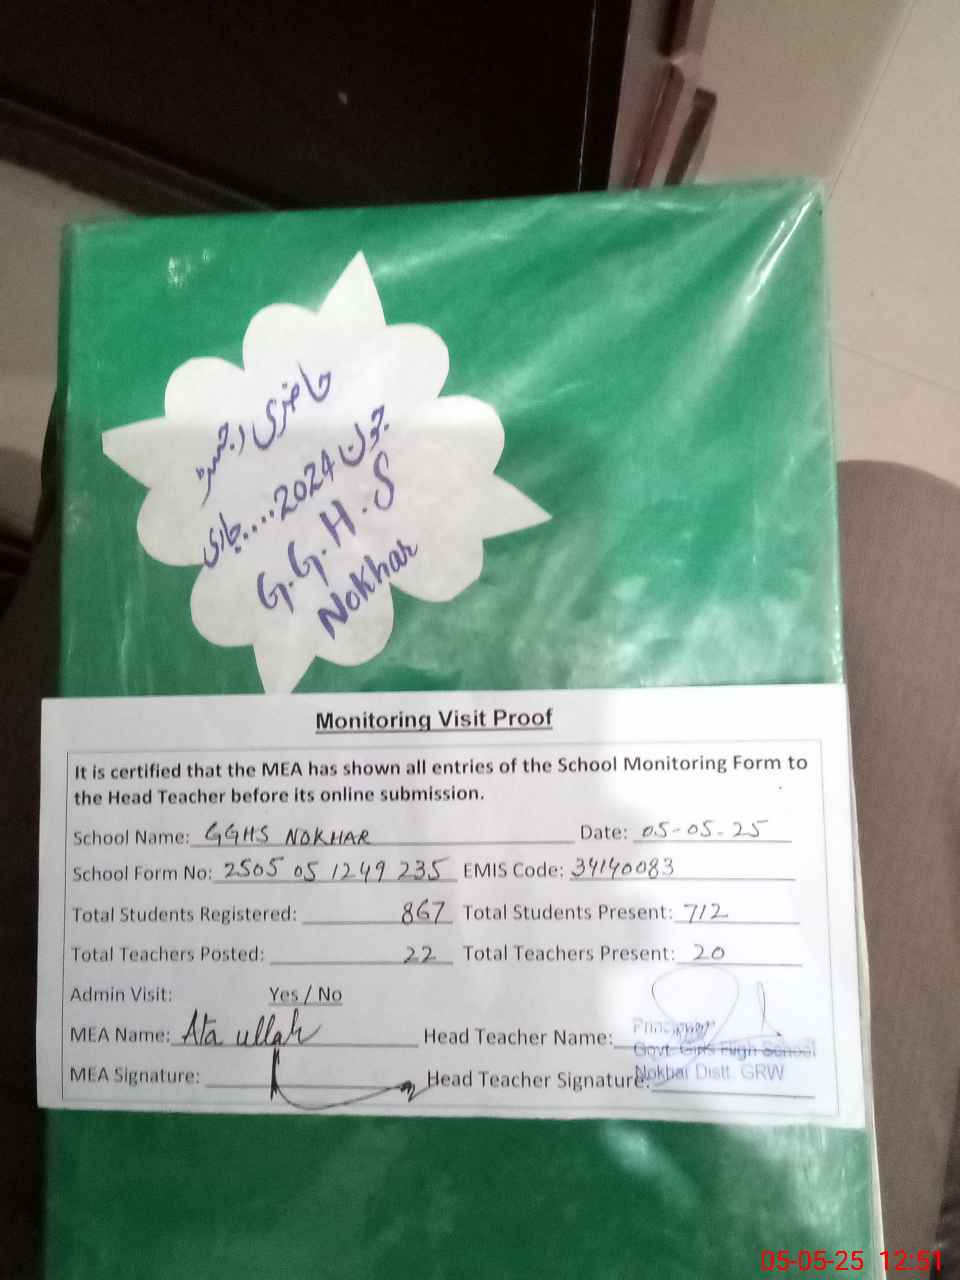 حاضری رجسٹر
جون 2024....جاری
G.G.H.S
Nokhar
Monitoring Visit Proof
It is certified that the MEA has shown all entries of the School Monitoring Form to
the Head Teacher before its online submission.
School Name: GGHS NOKHAR Date: 05-05-25
School Form No: 2505 05 1249 235 EMIS Code: 34140083
Total Students Registered: 867 Total Students Present: 712
Total Teachers Posted: 22 Total Teachers Present: 20
Admin Visit: Yes / No
MEA Name: Ata ullah Head Teacher Name:
Principal
Govt. Girls High School
MEA Signature: Head Teacher Signature:
Nokhar Distt. GRW
05-05-25 12:51